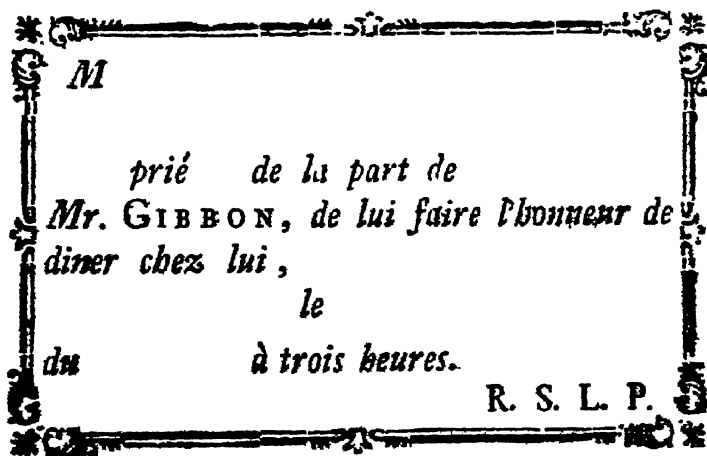 M
prié de la part de
Mr. GIBBON, de lui faire l'honneur de
diner chez lui,
le
du à trois heures.
R. S. L. P.